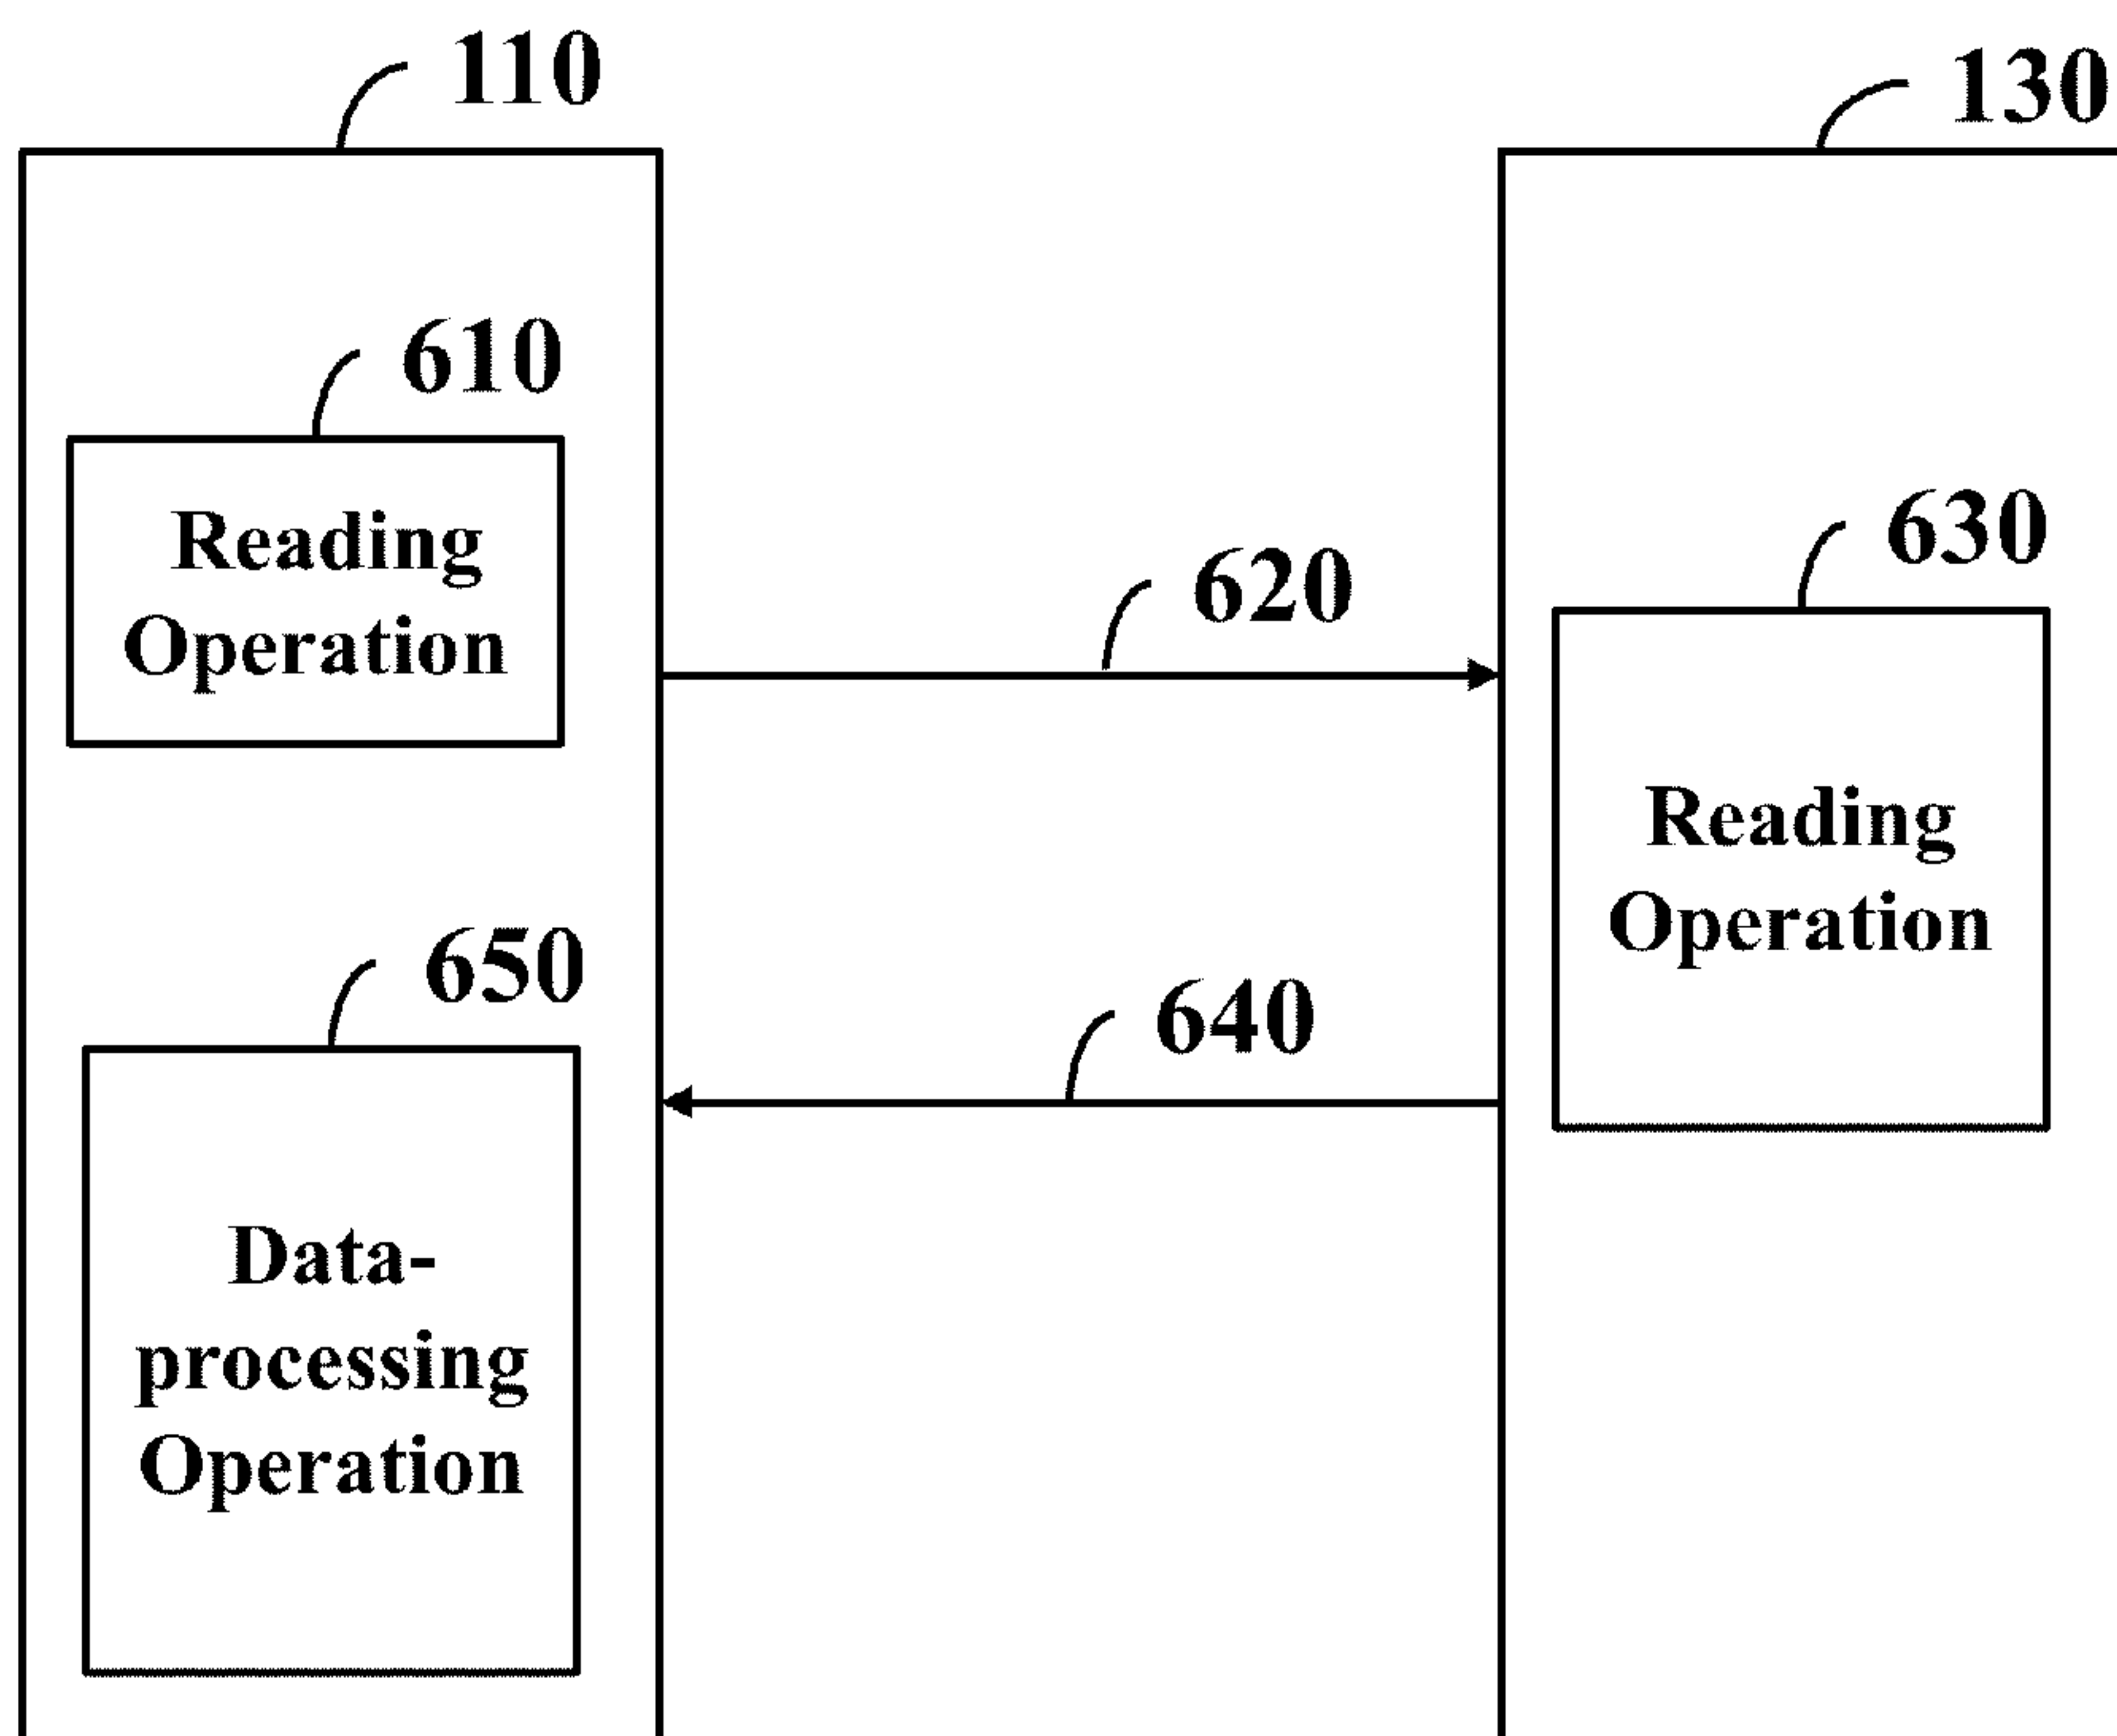 110
130
610
Reading
Operation
620
630
Reading
Operation
650
640
Data-
processing
Operation